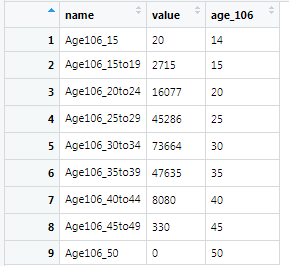 name value age_106
1 Age106_15 20 14
2 Age106_15to19 2715 15
3 Age106_20to24 16077 20
4 Age106_25to29 45286 25
5 Age106_30to34 73664 30
6 Age106_35to39 47635 35
7 Age106_40to44 8080 40
8 Age106_45to49 330 45
9 Age106_50 0 50